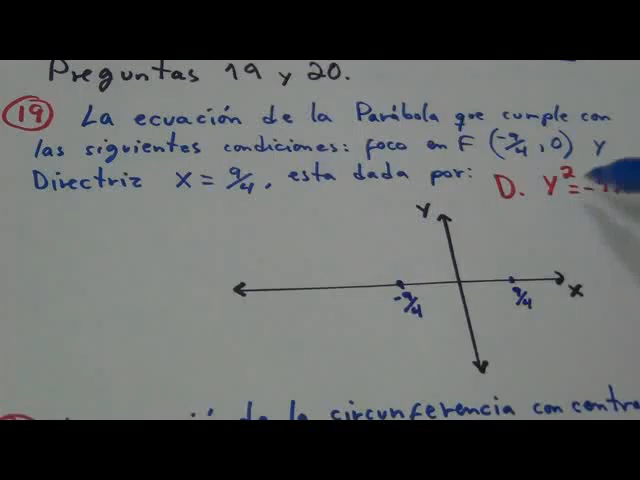 Preguntas 19 y 20.
19 La ecuación de la Parábola que cumple con
las siguientes condiciones: foco en F (-9/4, 0) y
Directriz X = 9/4, esta dada por: D. Y² = -
Y
X
-9/4
9/4
de la circunferencia con